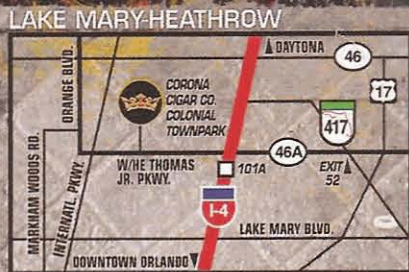 LAKE MARY-HEATHROW
DAYTONA
46
ORANGE BLVD.
17
CORONA
CIGAR CO.
COLONIAL
TOWNPARK
417
MARKHAM WOODS RD.
INTERNATL. PKWY.
46A
W/HE THOMAS
JR. PKWY.
101A
EXIT
52
I-4
LAKE MARY BLVD.
DOWNTOWN ORLANDO